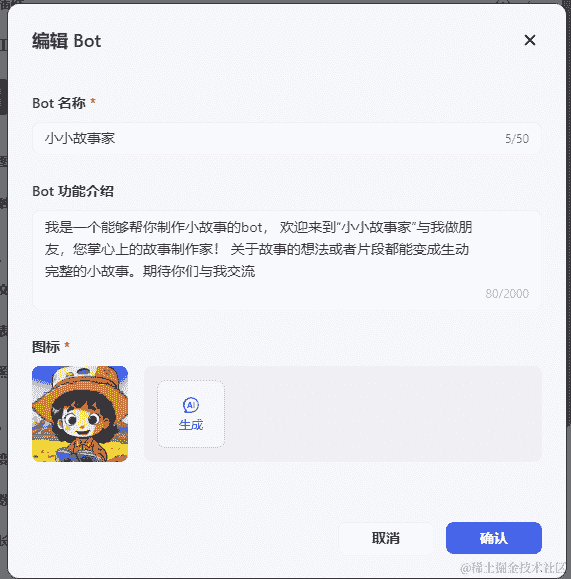 编辑 Bot
Bot 名称 *
小小故事家
5/50
Bot 功能介绍
我是一个能够帮你制作小故事的bot， 欢迎来到“小小故事家”与我做朋
友，您掌心上的故事制作家！ 关于故事的想法或者片段都能变成生动
完整的小故事。期待你们与我交流
80/2000
图标 *
AI
生成
取消
确认
@稀土掘金技术社区